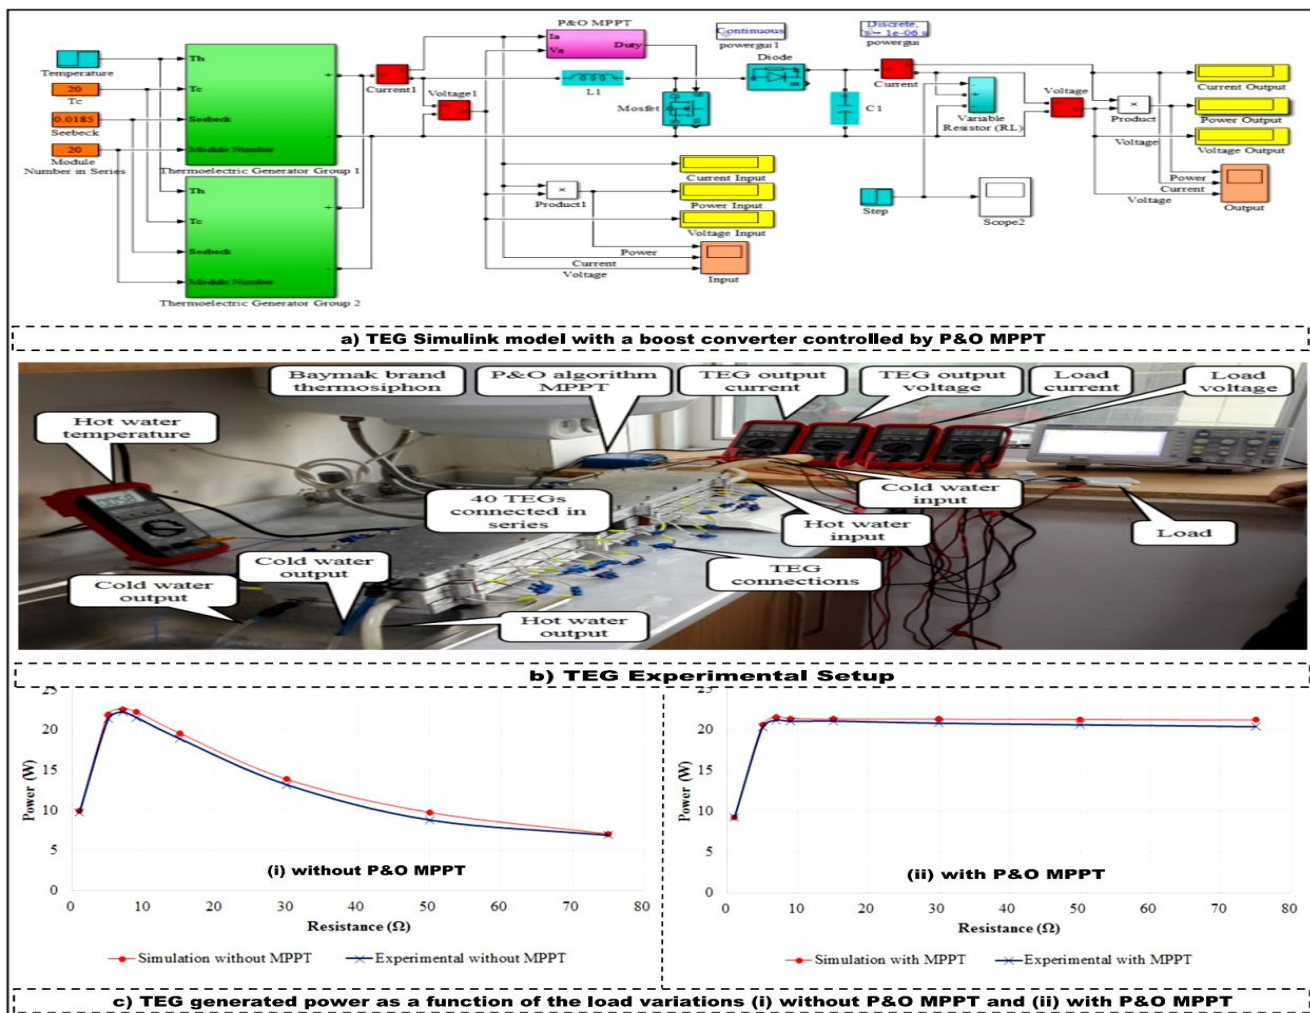 P&O MPPT
Ia
Va
Duty
Continuous
powergui1
Discrete,
s = 1e-06 s
powergui
Temperature
20
Tc
0.0185
Seebeck
20
Module
Number in Series
Th
Tc
Seebeck
Module Number
Thermoelectric Generator Group 1
Th
Tc
Seebeck
Module Number
Thermoelectric Generator Group 2
Current1
Voltage1
L1
Mosfet
Diode
C1
Current
Variable
Resistor (RL)
Voltage
Product
Voltage
Power
Current
Voltage
Current Output
Power Output
Voltage Output
Output
Product1
Current Input
Power Input
Voltage Input
Power
Current
Voltage
Input
Step
Scope2
a) TEG Simulink model with a boost converter controlled by P&O MPPT
Baymak brand
thermosiphon
P&O algorithm
MPPT
TEG output
current
TEG output
voltage
Load
current
Load
voltage
Hot water
temperature
40 TEGs
connected in
series
Cold water
input
Hot water
input
Load
Cold water
output
Cold water
output
TEG
connections
Hot water
output
b) TEG Experimental Setup
25
20
15
10
5
0
Power (W)
(i) without P&O MPPT
0 10 20 30 40 50 60 70 80
Resistance (Ω)
Simulation without MPPT
Experimental without MPPT
25
20
15
10
5
0
Power (W)
(ii) with P&O MPPT
0 10 20 30 40 50 60 70 80
Resistance (Ω)
Simulation with MPPT
Experimental with MPPT
c) TEG generated power as a function of the load variations (i) without P&O MPPT and (ii) with P&O MPPT